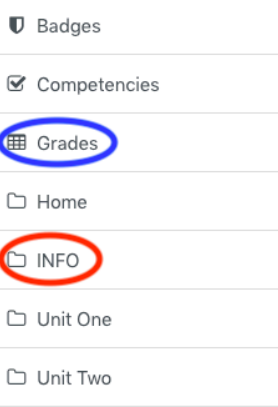 Badges
Competencies
Grades
Home
INFO
Unit One
Unit Two